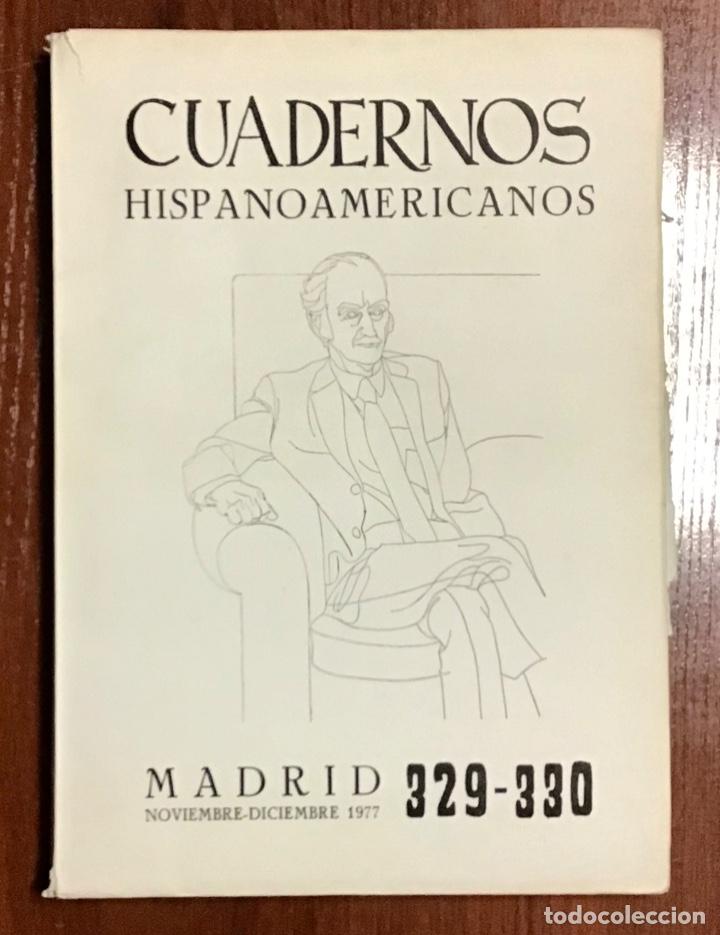 CUADERNOS
HISPANOAMERICANOS
MADRID 329-330
NOVIEMBRE-DICIEMBRE 1977
todocoleccion